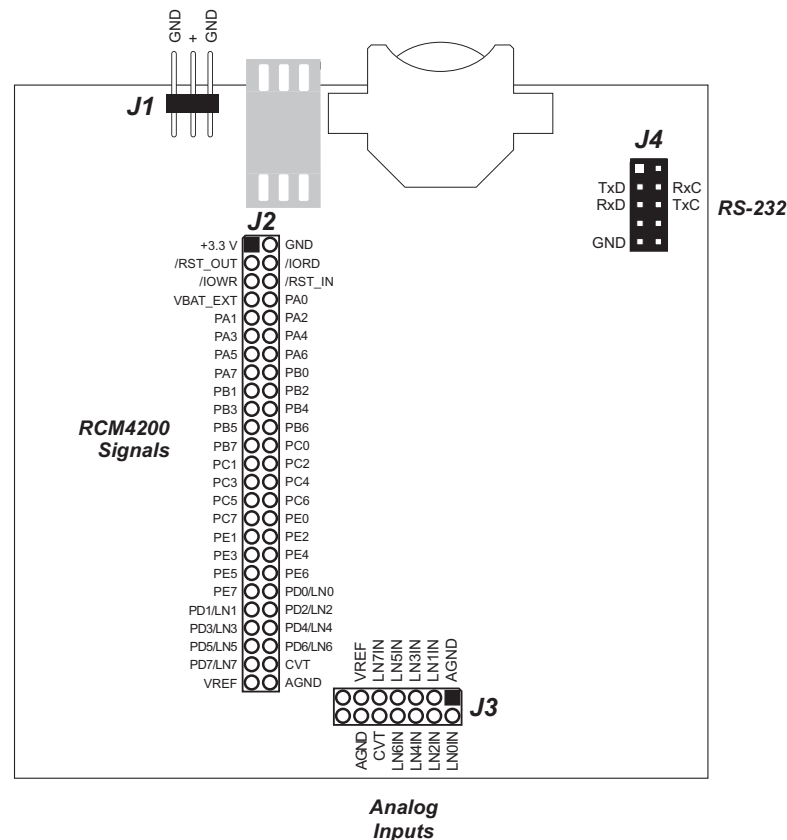 GND + GND
J1
J4
TxD RxC
RxD TxC
GND
RS-232
J2
+3.3 V GND
/RST_OUT /IORD
/IOWR /RST_IN
VBAT_EXT PA0
PA1 PA2
PA3 PA4
PA5 PA6
PA7 PB0
PB1 PB2
PB3 PB4
PB5 PB6
PB7 PC0
PC1 PC2
PC3 PC4
PC5 PC6
PC7 PE0
PE1 PE2
PE3 PE4
PE5 PE6
PE7 PD0/LN0
PD1/LN1 PD2/LN2
PD3/LN3 PD4/LN4
PD5/LN5 PD6/LN6
PD7/LN7 CVT
VREF AGND
RCM4200
Signals
VREF LN7IN LN5IN LN3IN LN1IN AGND
J3
AGND CVT LN6IN LN4IN LN2IN LN0IN
Analog
Inputs